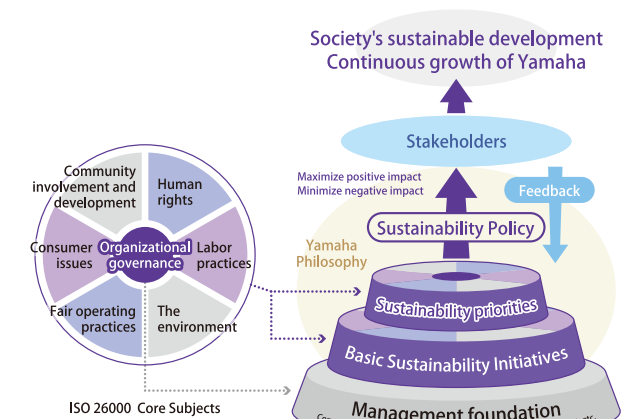 Society's sustainable development
Continuous growth of Yamaha
Stakeholders
Maximize positive impact
Minimize negative impact
Feedback
Sustainability Policy
Yamaha
Philosophy
Sustainability priorities
Basic Sustainability Initiatives
Management foundation
Community
involvement and
development
Human
rights
Consumer
issues
Organizational
governance
Labor
practices
Fair operating
practices
The
environment
ISO 26000 Core Subjects